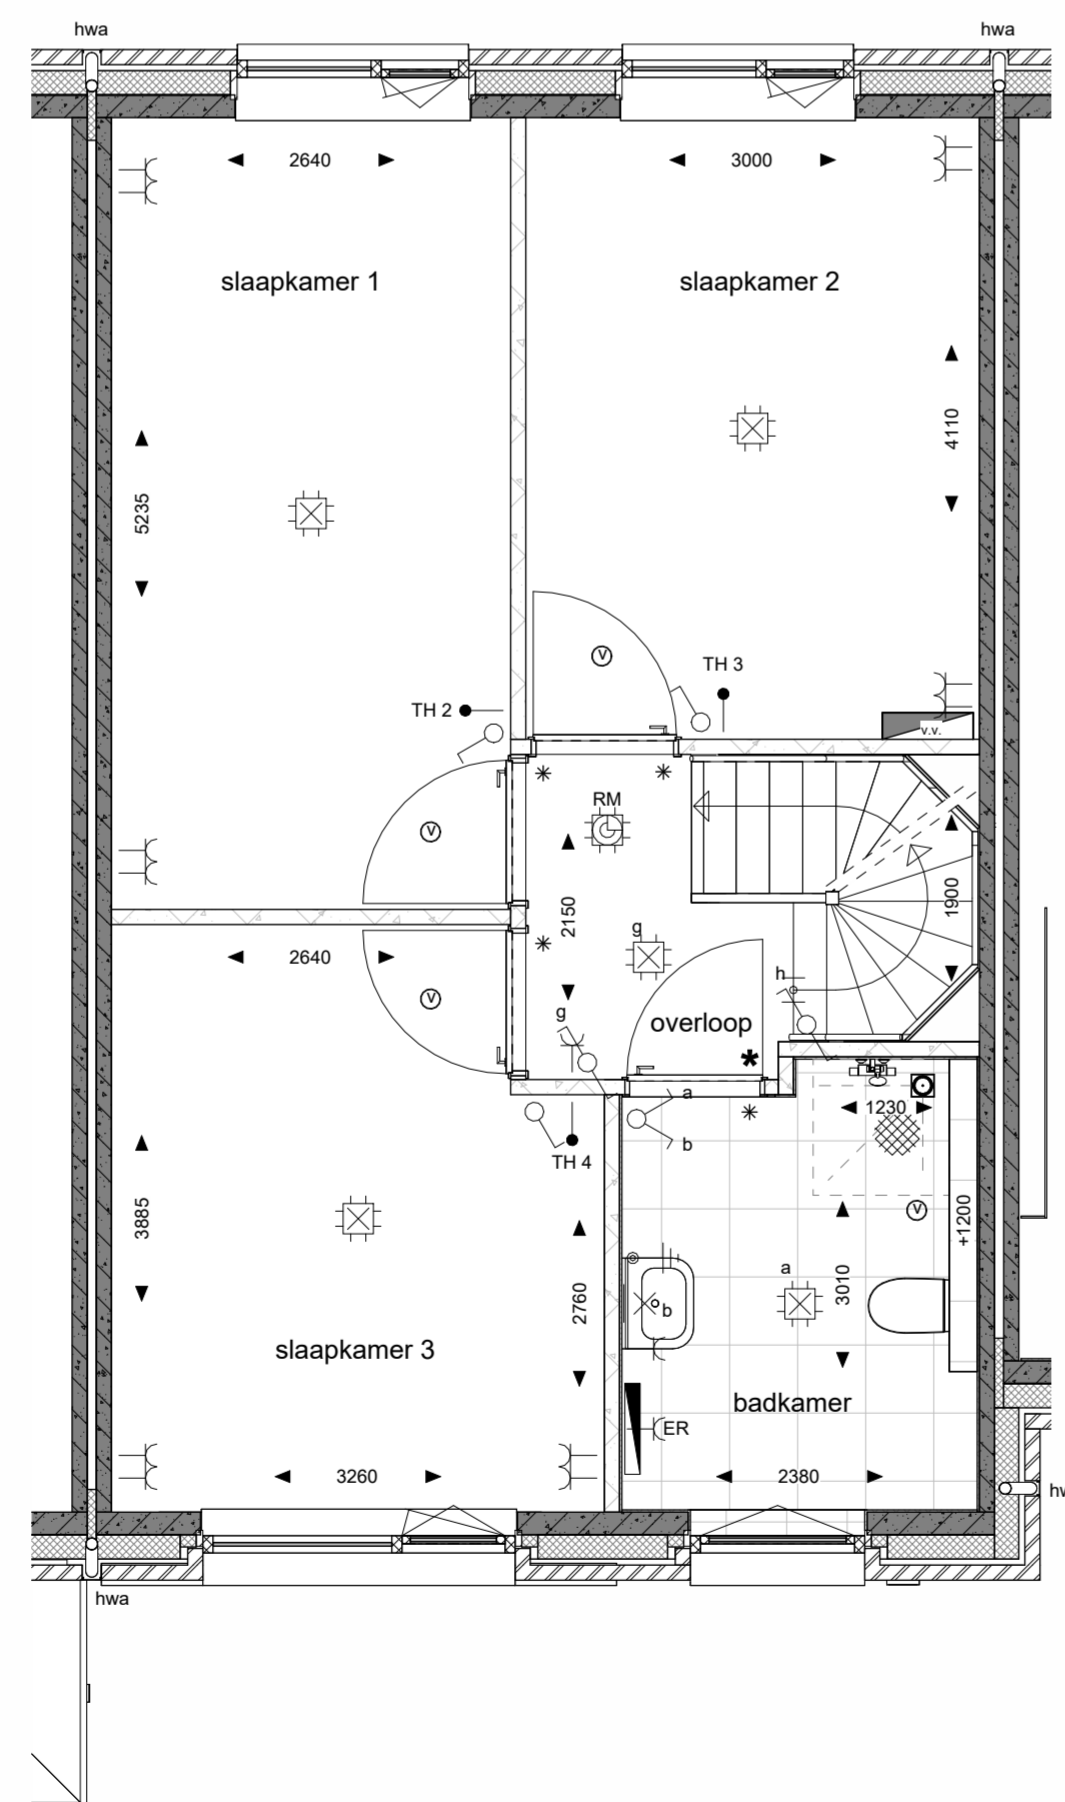 hwa
hwa
2640
3000
slaapkamer 1
slaapkamer 2
4110
5235
V
TH 3
TH 2
v.v.
RM
V
1900
2150
g
2640
h
V
g
overloop
*
a
1230
b
TH 4
3885
+1200
V
a
2760
3010
b
slaapkamer 3
badkamer
ER
3260
2380
hw
hwa